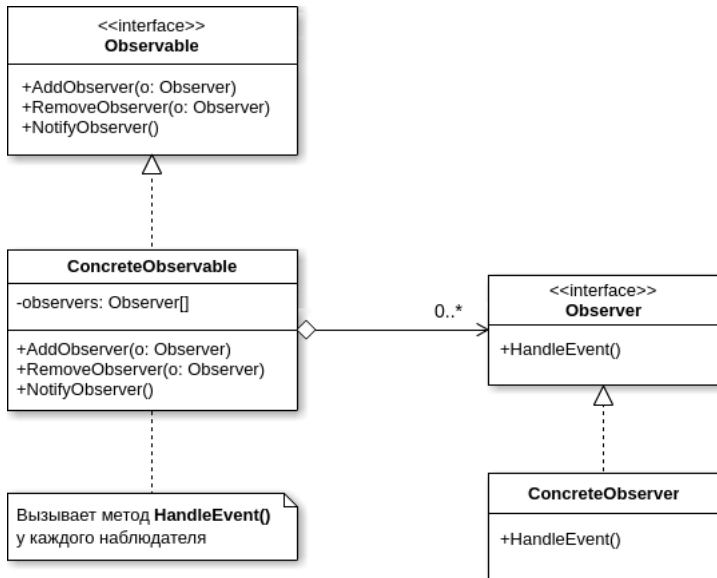 <<interface>>
Observable
+AddObserver(o: Observer)
+RemoveObserver(o: Observer)
+NotifyObserver()
ConcreteObservable
-observers: Observer[]
+AddObserver(o: Observer)
+RemoveObserver(o: Observer)
+NotifyObserver()
Вызывает метод HandleEvent()
у каждого наблюдателя
0..*
<<interface>>
Observer
+HandleEvent()
ConcreteObserver
+HandleEvent()